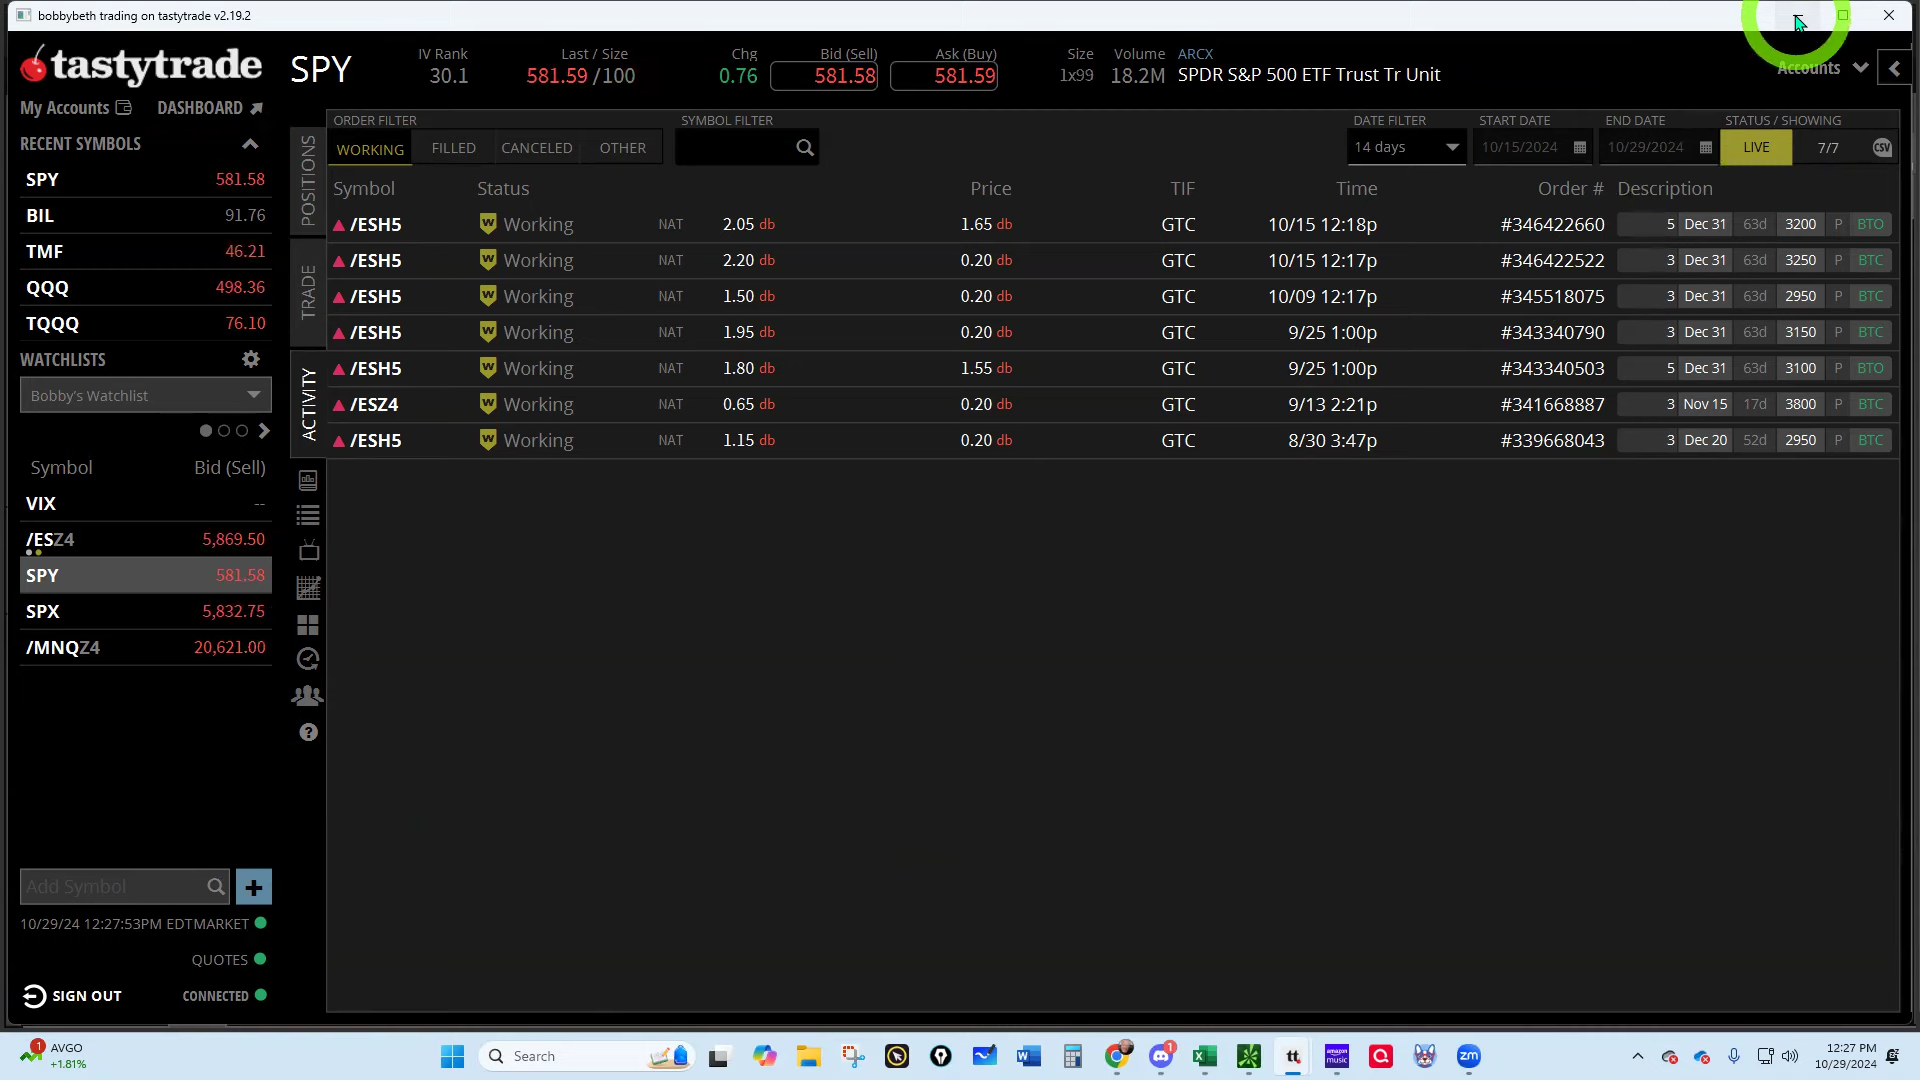 bobbybeth trading on tastytrade v2.19.2
tastytrade
My Accounts DASHBOARD
SPY
IV Rank
30.1
Last / Size
581.59 /100
Chg
0.76
Bid (Sell)
581.58
Ask (Buy)
581.59
Size
1x99
Volume
18.2M
ARCX
SPDR S&P 500 ETF Trust Tr Unit
Accounts
RECENT SYMBOLS
SPY 581.58
BIL 91.76
TMF 46.21
QQQ 498.36
TQQQ 76.10
WATCHLISTS
Bobby's Watchlist
Symbol Bid (Sell)
VIX --
/ESZ4 5,869.50
SPY 581.58
SPX 5,832.75
/MNQZ4 20,621.00
Add Symbol
10/29/24 12:27:53PM EDT MARKET
QUOTES
SIGN OUT CONNECTED
POSITIONS
TRADE
ACTIVITY
ORDER FILTER
WORKING FILLED CANCELED OTHER
SYMBOL FILTER
DATE FILTER
14 days
START DATE
10/15/2024
END DATE
10/29/2024
STATUS / SHOWING
LIVE 7/7 CSV
Symbol Status Price TIF Time Order # Description
/ESH5 W Working NAT 2.05 db 1.65 db GTC 10/15 12:18p #346422660 5 Dec 31 63d 3200 P BTO
/ESH5 W Working NAT 2.20 db 0.20 db GTC 10/15 12:17p #346422522 3 Dec 31 63d 3250 P BTC
/ESH5 W Working NAT 1.50 db 0.20 db GTC 10/09 12:17p #345518075 3 Dec 31 63d 2950 P BTC
/ESH5 W Working NAT 1.95 db 0.20 db GTC 9/25 1:00p #343340790 3 Dec 31 63d 3150 P BTC
/ESH5 W Working NAT 1.80 db 1.55 db GTC 9/25 1:00p #343340503 5 Dec 31 63d 3100 P BTO
/ESZ4 W Working NAT 0.65 db 0.20 db GTC 9/13 2:21p #341668887 3 Nov 15 17d 3800 P BTC
/ESH5 W Working NAT 1.15 db 0.20 db GTC 8/30 3:47p #339668043 3 Dec 20 52d 2950 P BTC
?
1
AVGO
+1.81%
Search
1
tt
amazon music
zm
12:27 PM
10/29/2024